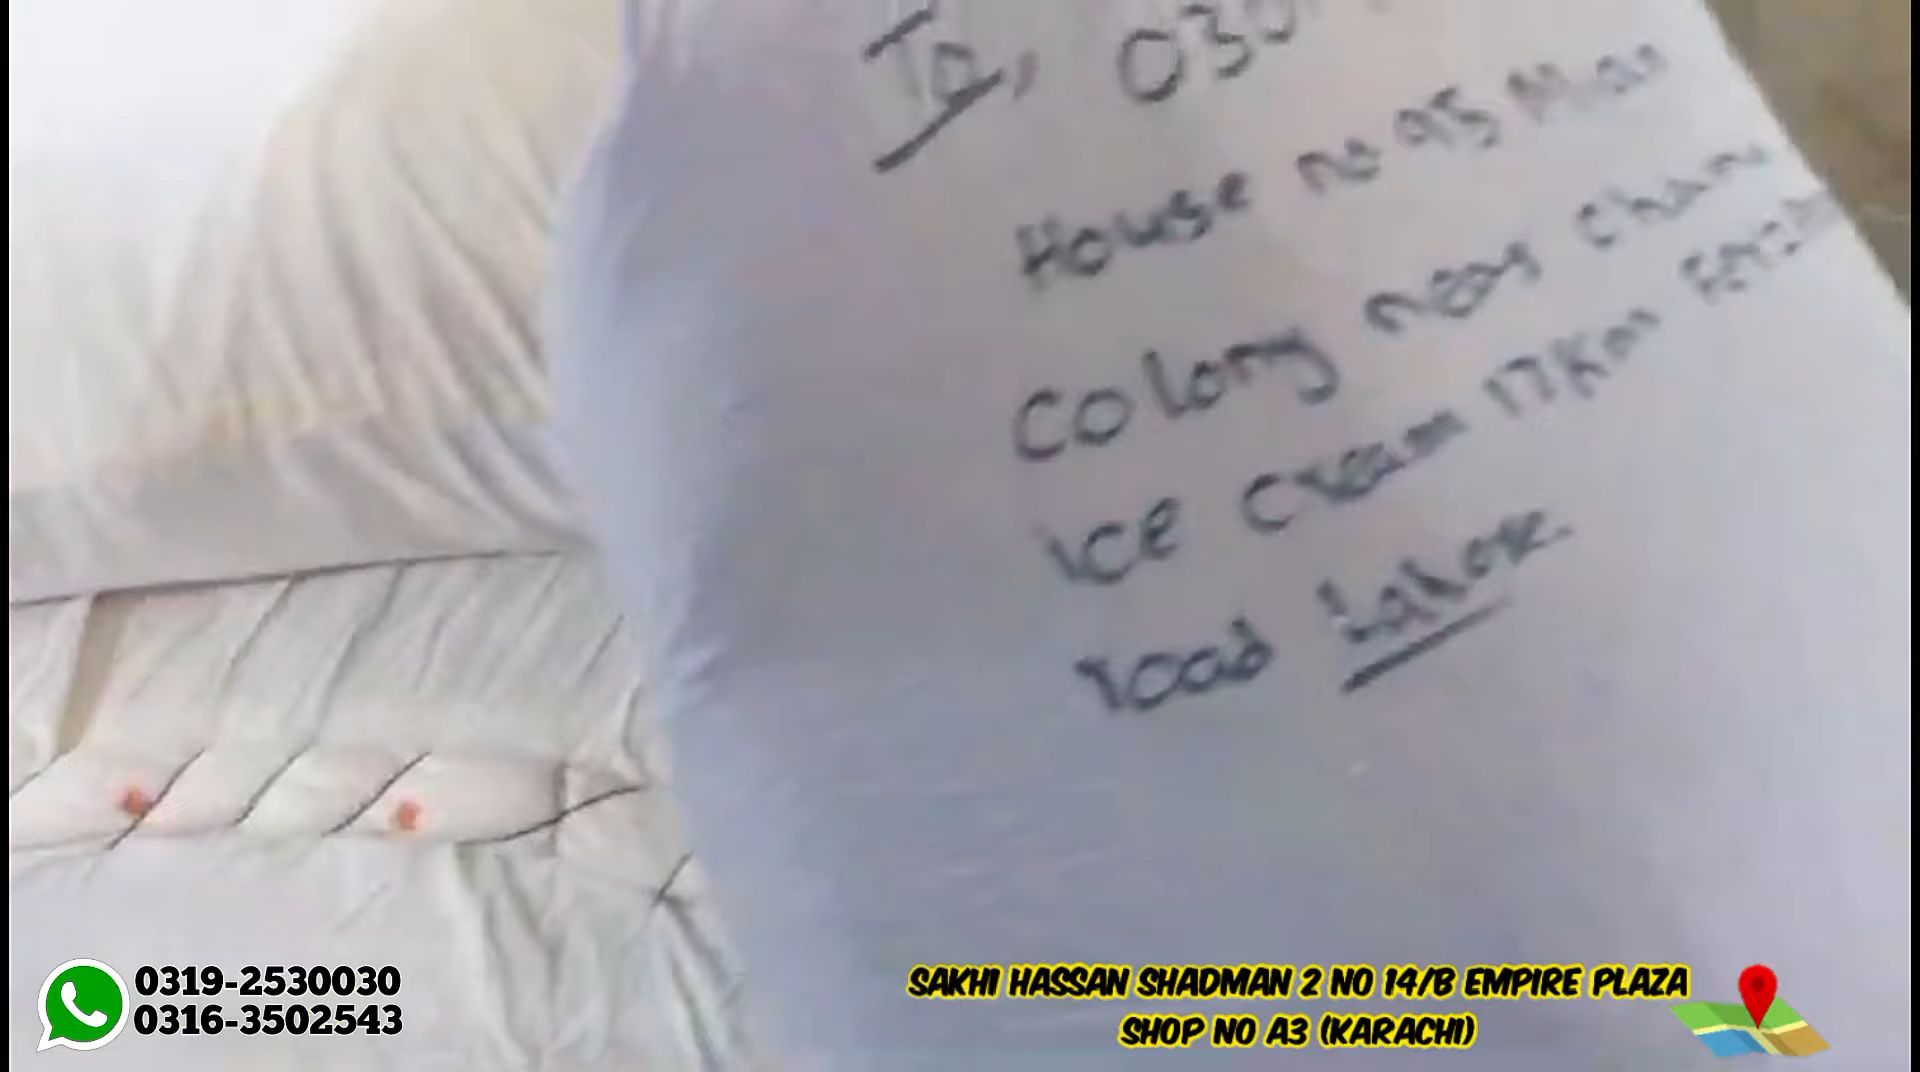 To, 030
House no 95
Colony near
ice cream 17Km
road Lahore.
0319-2530030
0316-3502543
SAKHI HASSAN SHADMAN 2 NO 14/B EMPIRE PLAZA
SHOP NO A3 (KARACHI)